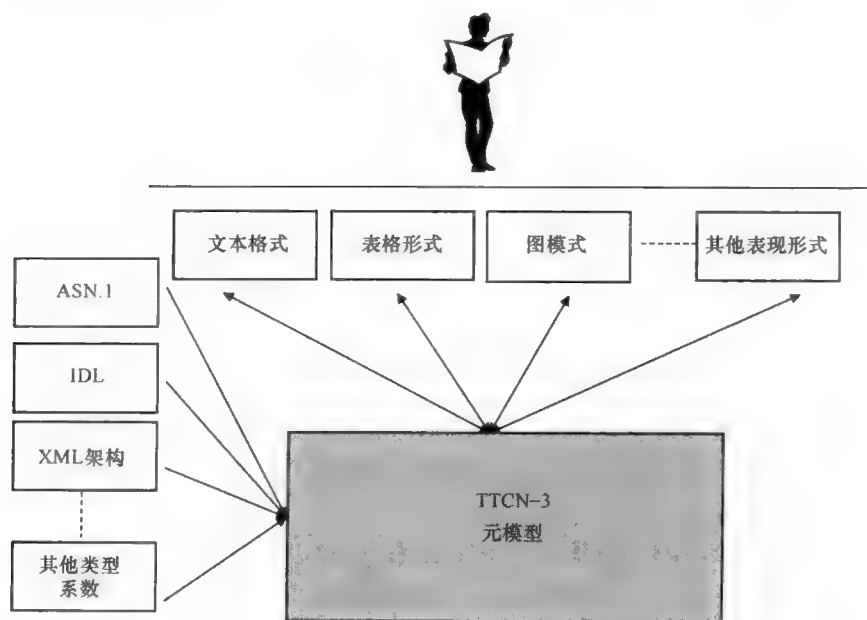 文本格式
表格形式
图模式
其他表现形式
ASN.1
IDL
XML架构
其他类型
系数
TTCN-3
元模型